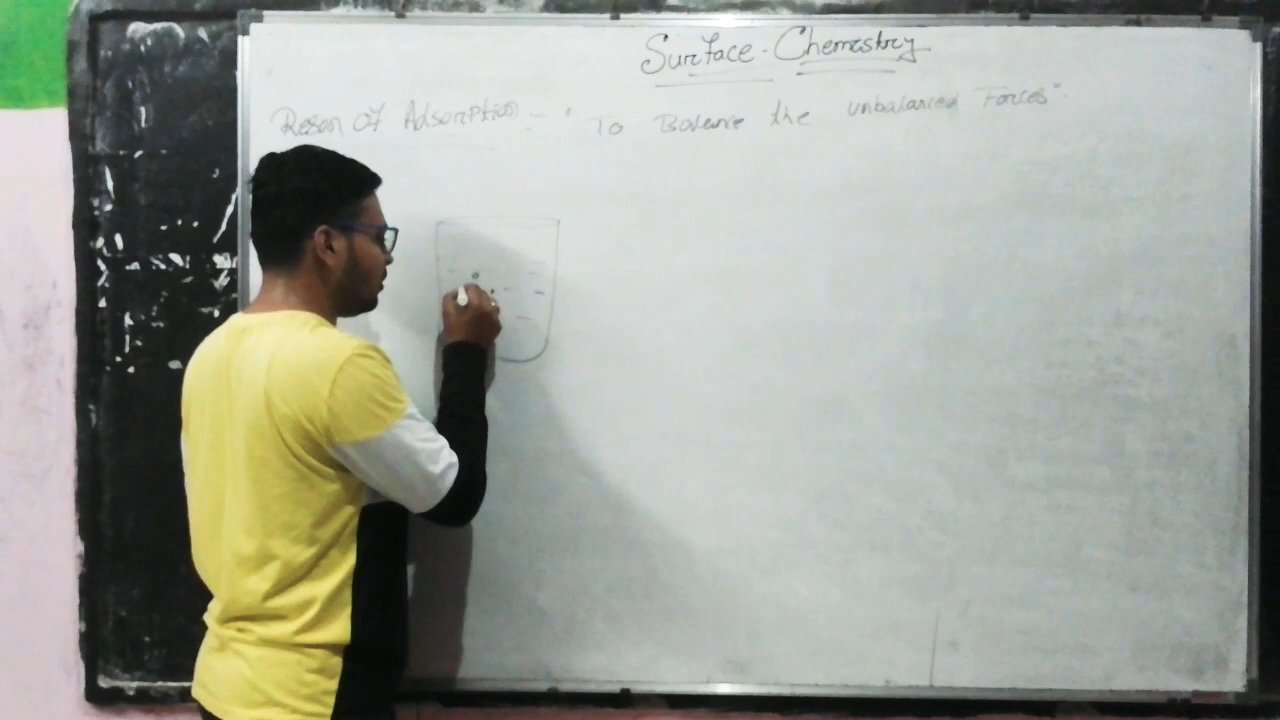 Surface - Chemistry
Reson Of Adsorption - "To Balance the unbalanced Forces"